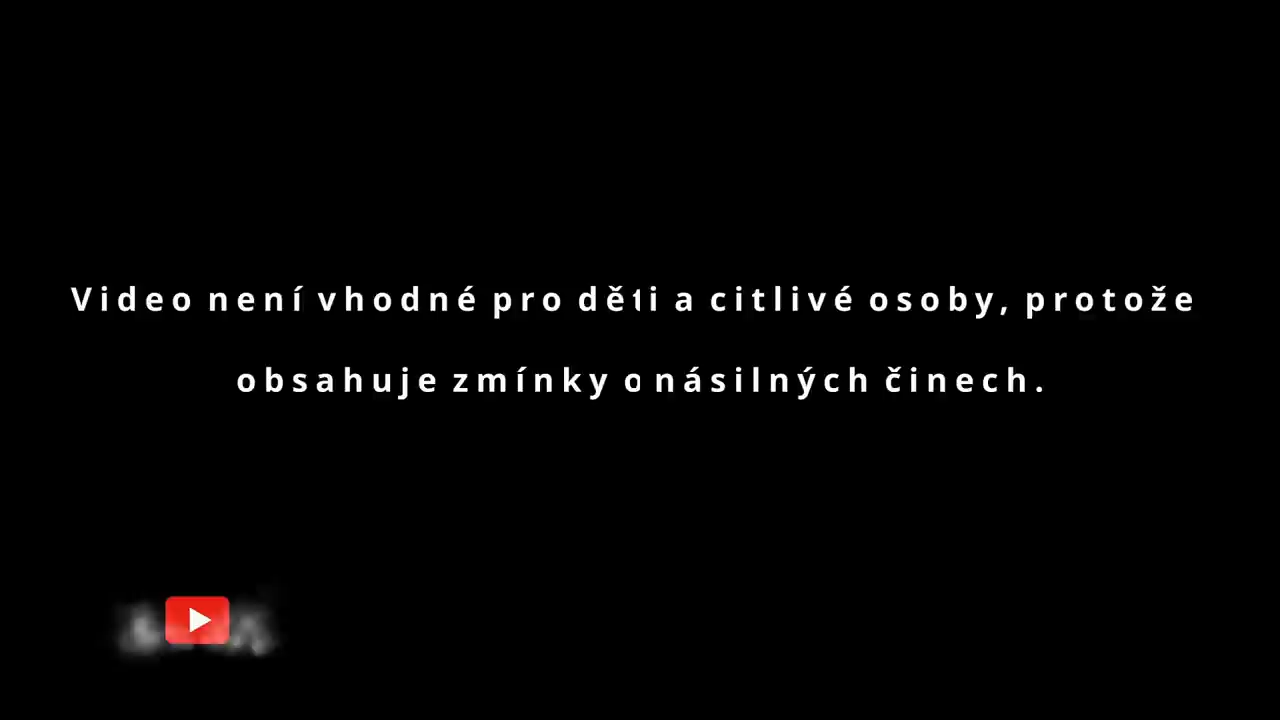 Video není vhodné pro děti a citlivé osoby, protože
obsahuje zmínky o násilných činech.